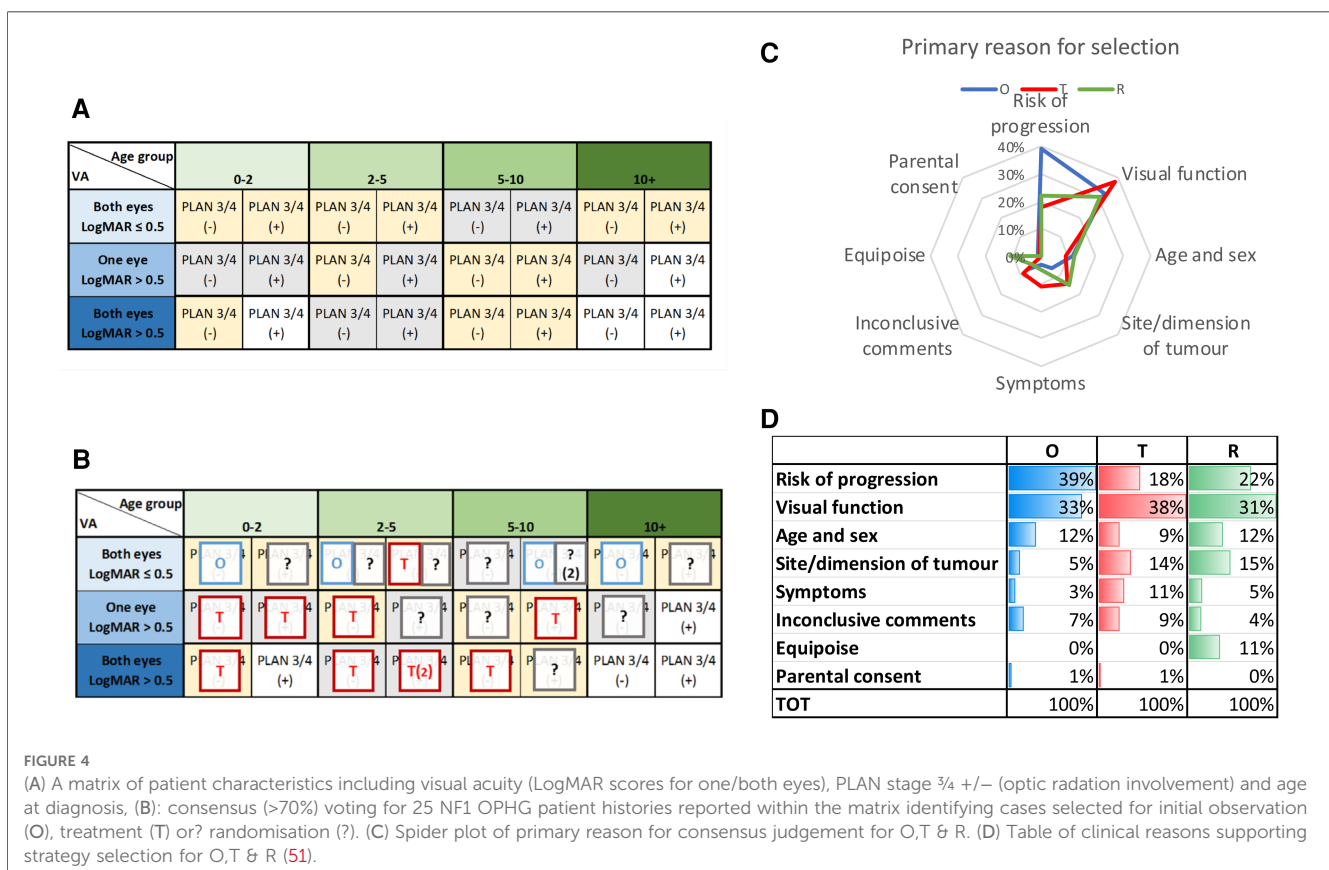 A
Age group
VA
0-2 2-5 5-10 10+
Both eyes PLAN 3/4 PLAN 3/4 PLAN 3/4 PLAN 3/4 PLAN 3/4 PLAN 3/4 PLAN 3/4 PLAN 3/4
LogMAR ≤ 0.5 (-) (+) (-) (+) (-) (+) (-) (+)
One eye PLAN 3/4 PLAN 3/4 PLAN 3/4 PLAN 3/4 PLAN 3/4 PLAN 3/4 PLAN 3/4 PLAN 3/4
LogMAR > 0.5 (-) (+) (-) (+) (-) (+) (-) (+)
Both eyes PLAN 3/4 PLAN 3/4 PLAN 3/4 PLAN 3/4 PLAN 3/4 PLAN 3/4 PLAN 3/4 PLAN 3/4
LogMAR > 0.5 (-) (+) (-) (+) (-) (+) (-) (+)
B
Age group
VA
0-2 2-5 5-10 10+
Both eyes
LogMAR ≤ 0.5 O ? O ? T ? ? O ? (2) O ?
One eye
LogMAR > 0.5 T T T ? ? T ? PLAN 3/4 (+)
Both eyes
LogMAR > 0.5 T PLAN 3/4 (+) T T(2) T ? PLAN 3/4 (-) PLAN 3/4 (+)
C
Primary reason for selection
O T R
Risk of
progression
Visual function
Age and sex
Site/dimension
of tumour
Symptoms
Inconclusive
comments
Equipoise
Parental
consent
40%
30%
20%
10%
0%
D
O T R
Risk of progression 39% 18% 22%
Visual function 33% 38% 31%
Age and sex 12% 9% 12%
Site/dimension of tumour 5% 14% 15%
Symptoms 3% 11% 5%
Inconclusive comments 7% 9% 4%
Equipoise 0% 0% 11%
Parental consent 1% 1% 0%
TOT 100% 100% 100%
FIGURE 4
(A) A matrix of patient characteristics including visual acuity (LogMAR scores for one/both eyes), PLAN stage ¾ +/− (optic radation involvement) and age
at diagnosis, (B): consensus (>70%) voting for 25 NF1 OPHG patient histories reported within the matrix identifying cases selected for initial observation
(O), treatment (T) or? randomisation (?). (C) Spider plot of primary reason for consensus judgement for O,T & R. (D) Table of clinical reasons supporting
strategy selection for O,T & R (51).